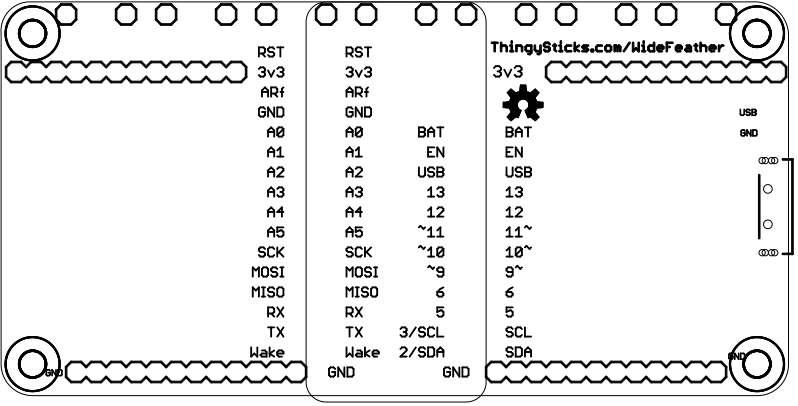 ThingySticks.com/WideFeather
RST RST
3v3 3v3 3v3
ARf ARf
GND GND USB
A0 A0 BAT BAT GND
A1 A1 EN EN
A2 A2 USB USB
A3 A3 13 13
A4 A4 12 12
A5 A5 ~11 11~
SCK SCK ~10 10~
MOSI MOSI ~9 9~
MISO MISO 6 6
RX RX 5 5
TX TX 3/SCL SCL
Wake Wake 2/SDA SDA GND
GND GND GND